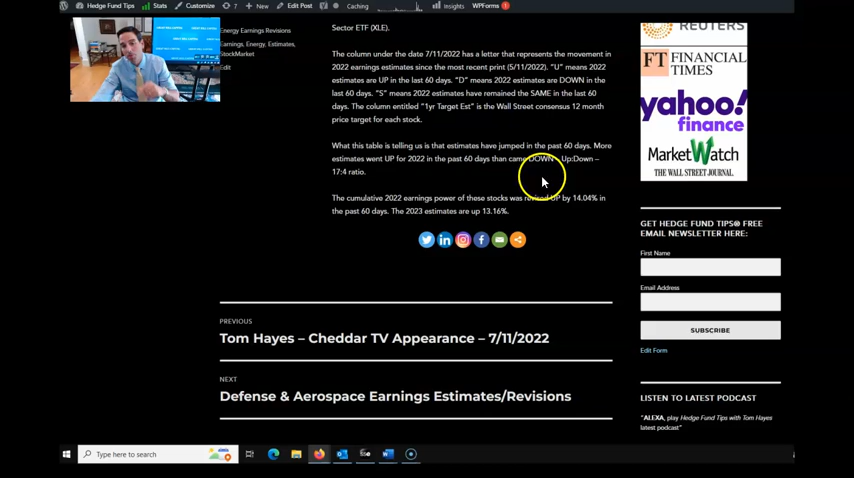 Hedge Fund Tips Stats Customize 7 New Edit Post Caching Insights WPForms 1
Energy Earnings Revisions
Earnings, Energy, Estimates,
StockMarket
Edit
Sector ETF (XLE).
The column under the date 7/11/2022 has a letter that represents the movement in
2022 earnings estimates since the most recent print (5/11/2022). “U” means 2022
estimates are UP in the last 60 days. “D” means 2022 estimates are DOWN in the
last 60 days. “S” means 2022 estimates have remained the SAME in the last 60
days. The column entitled “1yr Target Est” is the Wall Street consensus 12 month
price target for each stock.
What this table is telling us is that estimates have jumped in the past 60 days. More
estimates went UP for 2022 in the past 60 days than came DOWN – Up:Down –
17:4 ratio.
The cumulative 2022 earnings power of these stocks was revised UP by 14.04% in
the past 60 days. The 2023 estimates are up 13.16%.
PREVIOUS
Tom Hayes – Cheddar TV Appearance – 7/11/2022
NEXT
Defense & Aerospace Earnings Estimates/Revisions
REUTERS
FT FINANCIAL
TIMES
yahoo!
finance
MarketWatch
THE WALL STREET JOURNAL.
GET HEDGE FUND TIPS® FREE
EMAIL NEWSLETTER HERE:
First Name
Email Address
SUBSCRIBE
Edit Form
LISTEN TO LATEST PODCAST
“ALEXA, play Hedge Fund Tips with Tom Hayes
latest podcast”
Type here to search